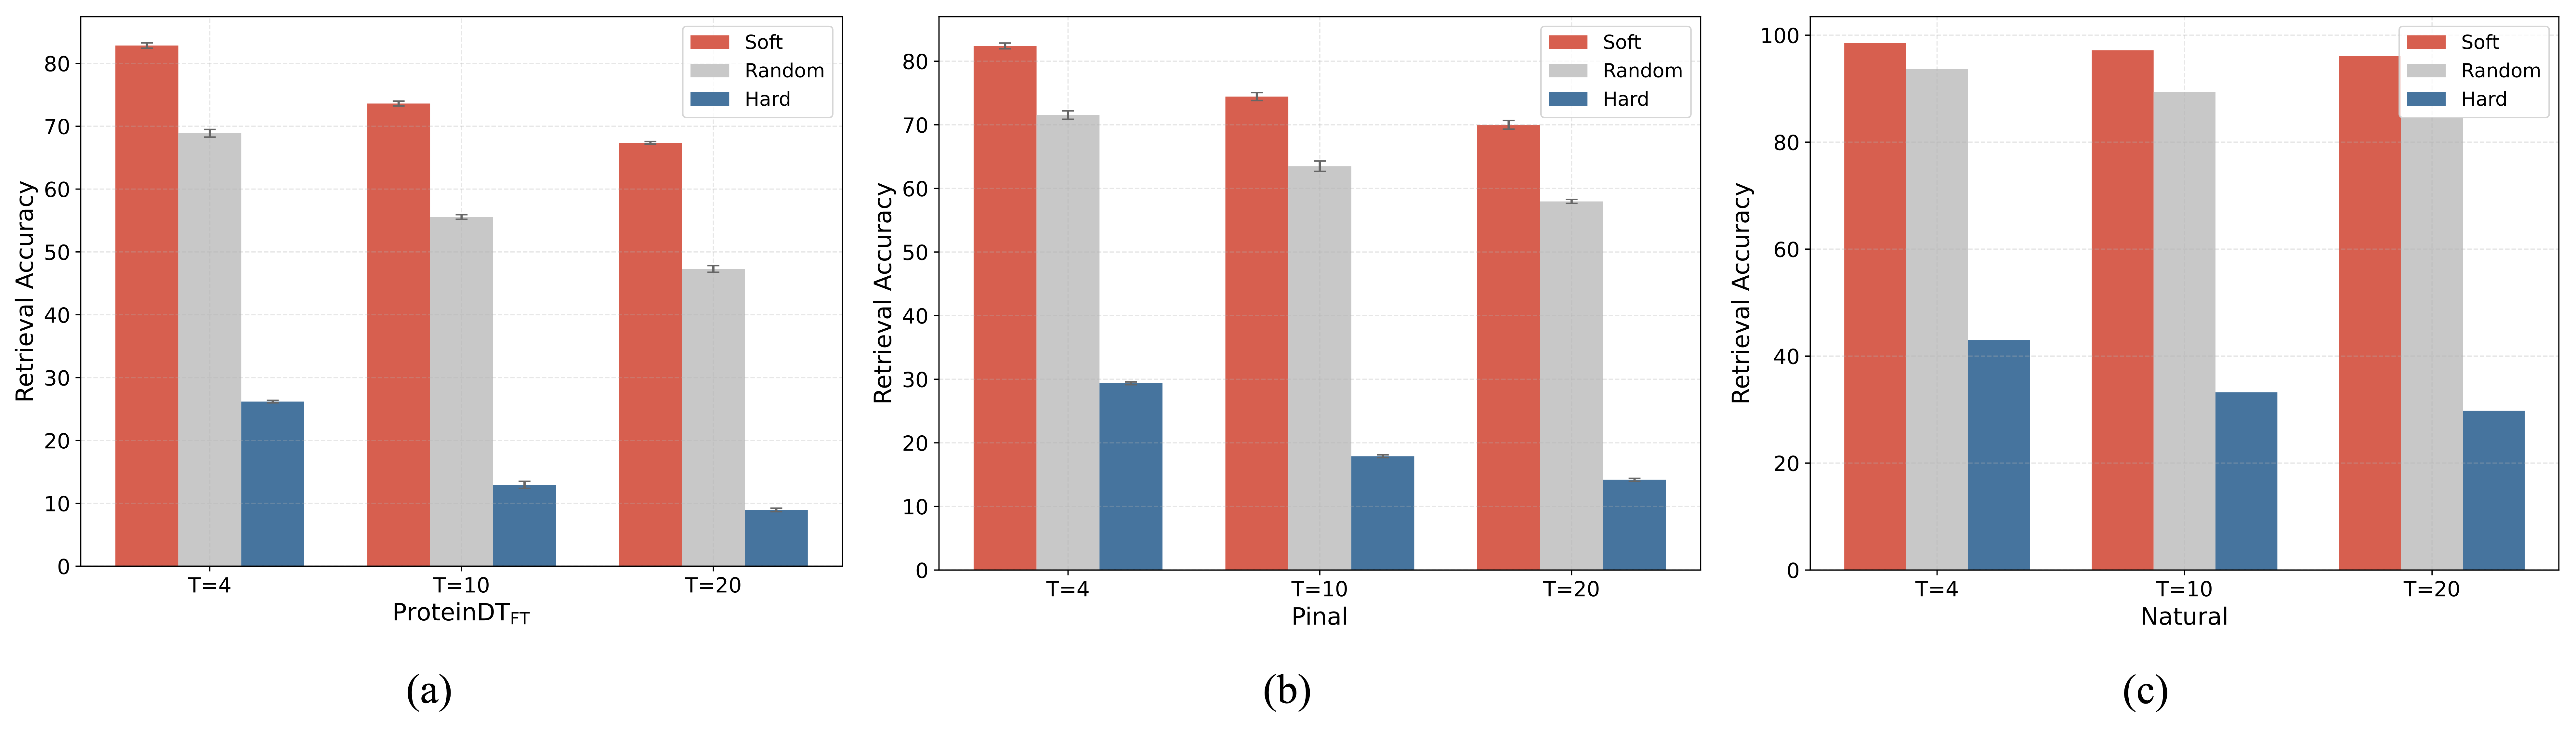 Retrieval Accuracy
80
70
60
50
40
30
20
10
0
T=4
T=10
T=20
ProteinDT_FT
Soft
Random
Hard
(a)
Retrieval Accuracy
80
70
60
50
40
30
20
10
0
T=4
T=10
T=20
Pinal
Soft
Random
Hard
(b)
Retrieval Accuracy
100
80
60
40
20
0
T=4
T=10
T=20
Natural
Soft
Random
Hard
(c)